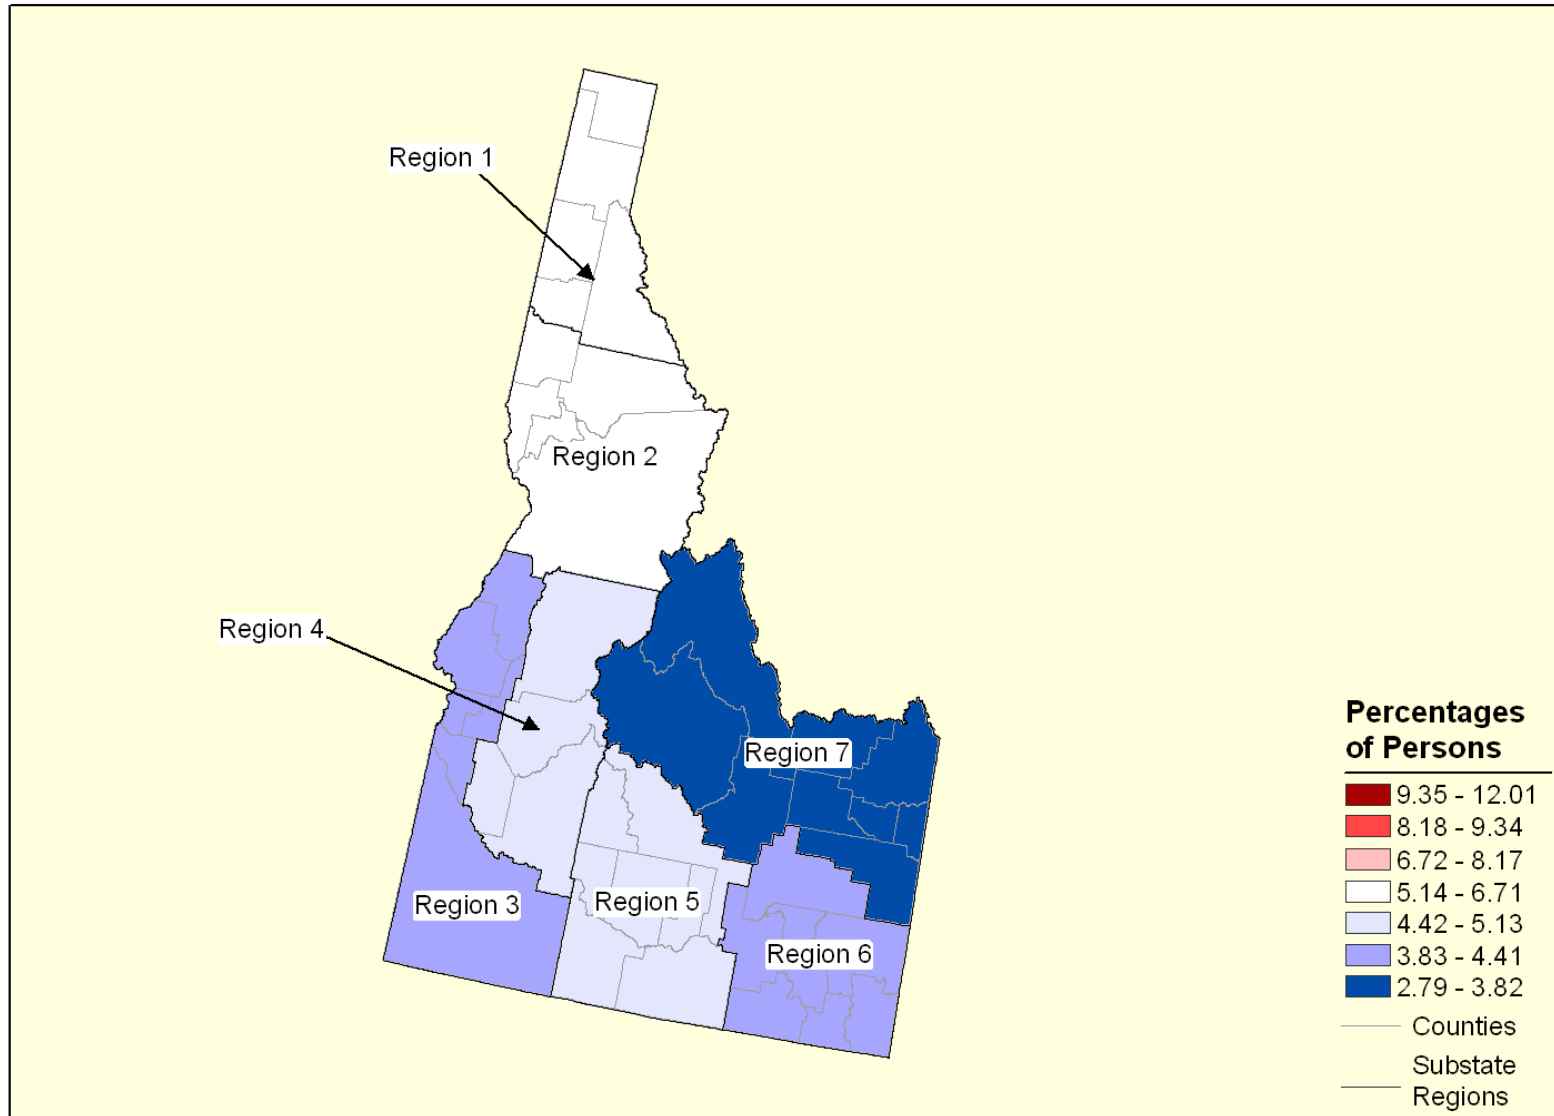 Region 1
Region 2
Region 4
Region 7
Region 3
Region 5
Region 6
Percentages
of Persons
9.35 - 12.01
8.18 - 9.34
6.72 - 8.17
5.14 - 6.71
4.42 - 5.13
3.83 - 4.41
2.79 - 3.82
Counties
Substate
Regions